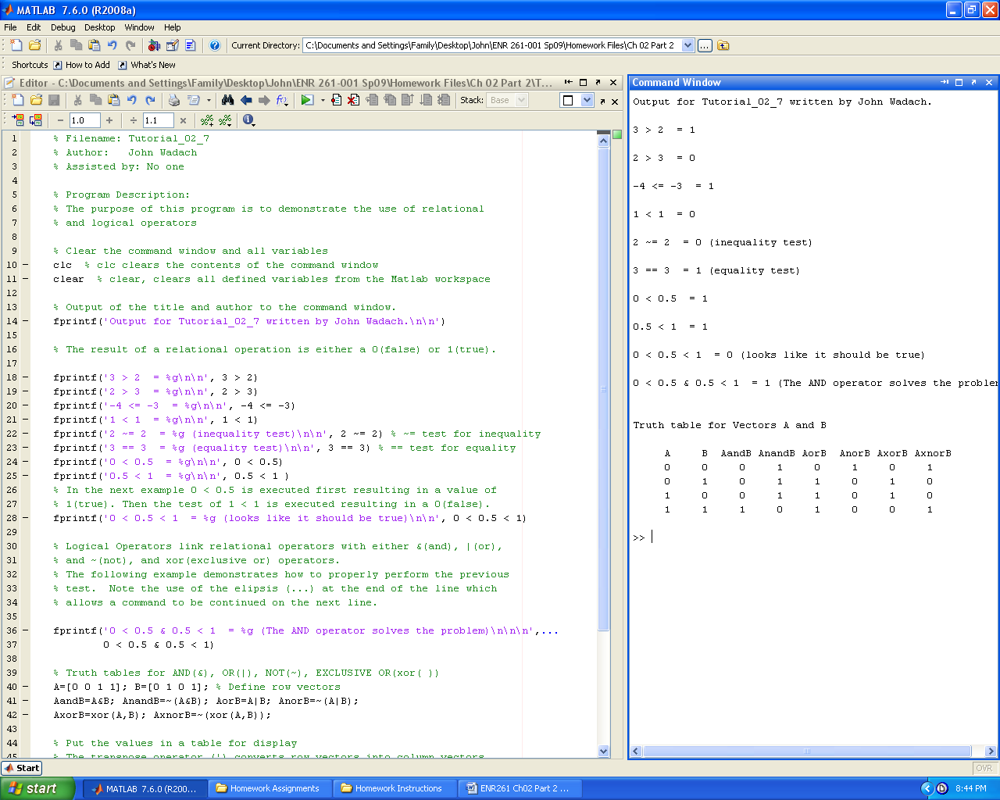 MATLAB 7.6.0 (R2008a)
File Edit Debug Desktop Window Help
Current Directory: C:\Documents and Settings\Family\Desktop\John\ENR 261-001 Sp09\Homework Files\Ch 02 Part 2
Shortcuts How to Add What's New
Editor - C:\Documents and Settings\Family\Desktop\John\ENR 261-001 Sp09\Homework Files\Ch 02 Part 2\T...
Stack: Base
− 1.0 + ÷ 1.1 ×
1 % Filename: Tutorial_02_7
2 % Author:   John Wadach
3 % Assisted by: No one
4
5 % Program Description:
6 % The purpose of this program is to demonstrate the use of relational
7 % and logical operators
8
9 % Clear the command window and all variables
10 − clc  % clc clears the contents of the command window
11 − clear  % clear, clears all defined variables from the Matlab workspace
12
13 % Output of the title and author to the command window.
14 − fprintf('Output for Tutorial_02_7 written by John Wadach.\n\n')
15
16 % The result of a relational operation is either a 0(false) or 1(true).
17
18 − fprintf('3 > 2  = %g\n\n', 3 > 2)
19 − fprintf('2 > 3  = %g\n\n', 2 > 3)
20 − fprintf('-4 <= -3  = %g\n\n', -4 <= -3)
21 − fprintf('1 < 1  = %g\n\n', 1 < 1)
22 − fprintf('2 ~= 2  = %g (inequality test)\n\n', 2 ~= 2) % ~= test for inequality
23 − fprintf('3 == 3  = %g (equality test)\n\n', 3 == 3) % == test for equality
24 − fprintf('0 < 0.5  = %g\n\n', 0 < 0.5)
25 − fprintf('0.5 < 1  = %g\n\n', 0.5 < 1 )
26 % In the next example 0 < 0.5 is executed first resulting in a value of
27 % 1(true). Then the test of 1 < 1 is executed resulting in a 0(false).
28 − fprintf('0 < 0.5 < 1  = %g (looks like it should be true)\n\n', 0 < 0.5 < 1)
29
30 % Logical Operators link relational operators with either &(and), |(or),
31 % and ~(not), and xor(exclusive or) operators.
32 % The following example demonstrates how to properly perform the previous
33 % test.  Note the use of the elipsis (...) at the end of the line which
34 % allows a command to be continued on the next line.
35
36 − fprintf('0 < 0.5 & 0.5 < 1  = %g (The AND operator solves the problem)\n\n\n',...
37 0 < 0.5 & 0.5 < 1)
38
39 % Truth tables for AND(&), OR(|), NOT(~), EXCLUSIVE OR(xor( ))
40 − A=[0 0 1 1]; B=[0 1 0 1]; % Define row vectors
41 − AandB=A&B; AnandB=~(A&B); AorB=A|B; AnorB=~(A|B);
42 − AxorB=xor(A,B); AxnorB=~(xor(A,B));
43
44 % Put the values in a table for display
45 % The transpose operator (') converts row vectors into column vectors
Command Window
Output for Tutorial_02_7 written by John Wadach.
3 > 2  = 1
2 > 3  = 0
-4 <= -3  = 1
1 < 1  = 0
2 ~= 2  = 0 (inequality test)
3 == 3  = 1 (equality test)
0 < 0.5  = 1
0.5 < 1  = 1
0 < 0.5 < 1  = 0 (looks like it should be true)
0 < 0.5 & 0.5 < 1  = 1 (The AND operator solves the problem
Truth table for Vectors A and B
A B AandB AnandB AorB AnorB AxorB AxnorB
0 0 0 1 0 1 0 1
0 1 0 1 1 0 1 0
1 0 0 1 1 0 1 0
1 1 1 0 1 0 0 1
>>
Start
OVR
start MATLAB 7.6.0 (R200... Homework Assignments Homework Instructions ENR261 Ch02 Part 2 ... 8:44 PM